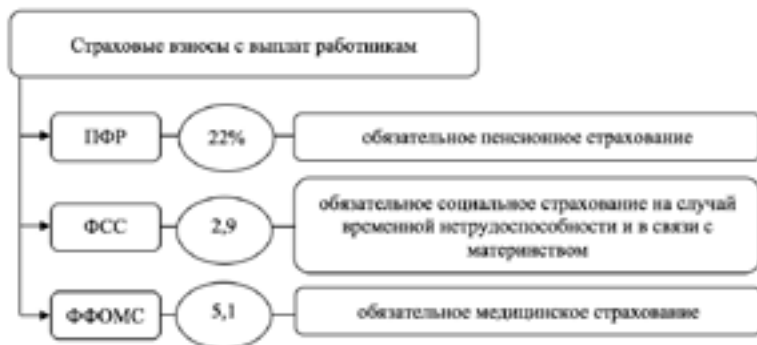 Страховые взносы с выплат работникам
ПФР
22%
обязательное пенсионное страхование
ФСС
2,9
обязательное социальное страхование на случай
временной нетрудоспособности и в связи с
материнством
ФФОМС
5,1
обязательное медицинское страхование